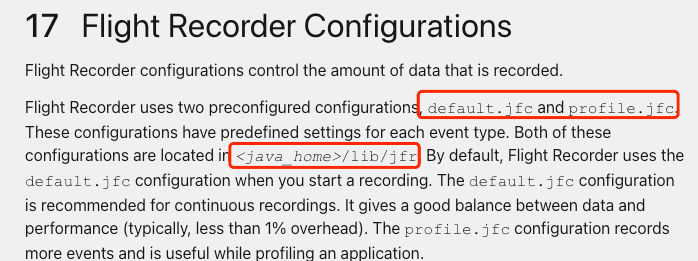 17 Flight Recorder Configurations
Flight Recorder configurations control the amount of data that is recorded.
Flight Recorder uses two preconfigured configurations, default.jfc and profile.jfc.
These configurations have predefined settings for each event type. Both of these
configurations are located in <java_home>/lib/jfr. By default, Flight Recorder uses the
default.jfc configuration when you start a recording. The default.jfc configuration
is recommended for continuous recordings. It gives a good balance between data and
performance (typically, less than 1% overhead). The profile.jfc configuration records
more events and is useful while profiling an application.